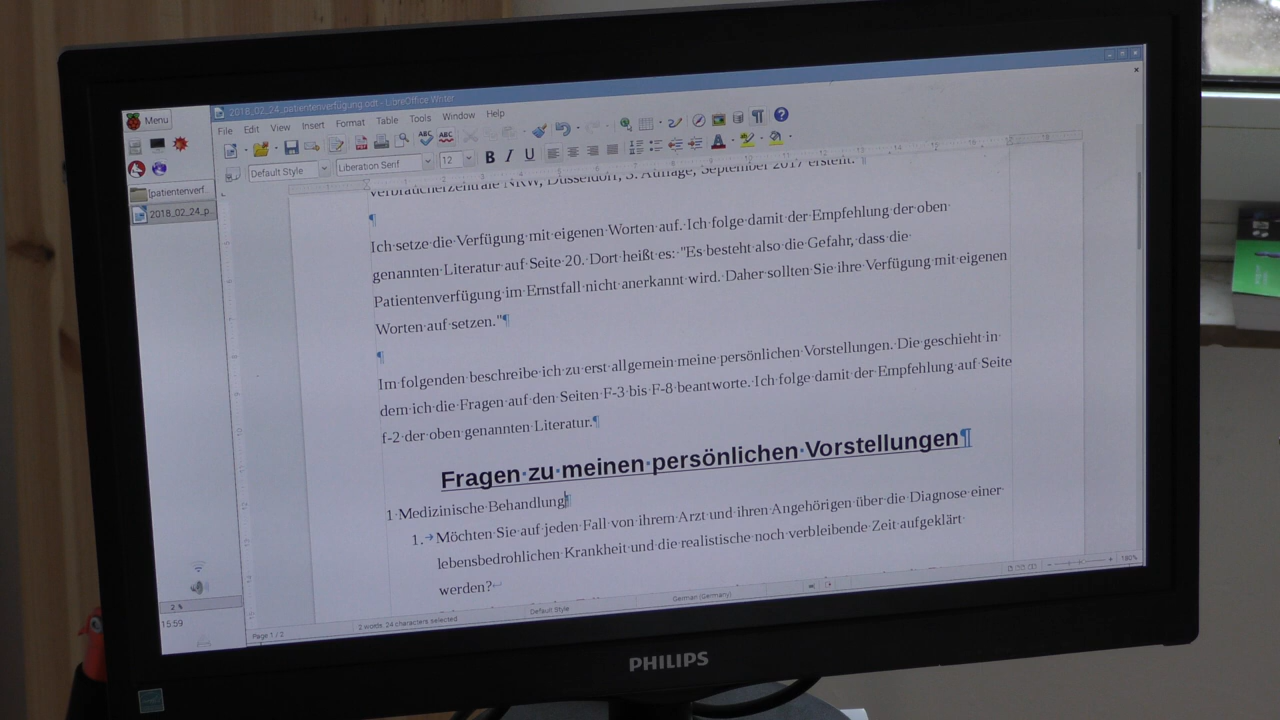 2018_02_24_patientenverfügung.odt - LibreOffice Writer
Menu
File Edit View Insert Format Table Tools Window Help
Default Style
Liberation Serif
12
[patientenverf
2018_02_24_p
Verbraucherzentrale NRW, Düsseldorf, 5. Auflage, September 2017 erstellt. ¶
¶
Ich setze die Verfügung mit eigenen Worten auf. Ich folge damit der Empfehlung der oben
genannten Literatur auf Seite 20. Dort heißt es: "Es besteht also die Gefahr, dass die
Patientenverfügung im Ernstfall nicht anerkannt wird. Daher sollten Sie ihre Verfügung mit eigenen
Worten auf setzen."¶
¶
Im folgenden beschreibe ich zu erst allgemein meine persönlichen Vorstellungen. Die geschieht in
dem ich die Fragen auf den Seiten F-3 bis F-8 beantworte. Ich folge damit der Empfehlung auf Seite
f-2 der oben genannten Literatur.¶
Fragen zu meinen persönlichen Vorstellungen¶
1 Medizinische Behandlung¶
1.→Möchten Sie auf jeden Fall von ihrem Arzt und ihren Angehörigen über die Diagnose einer
lebensbedrohlichen Krankheit und die realistische noch verbleibende Zeit aufgeklärt
werden?↵
2 %
15:59
Page 1 / 2
2 words, 24 characters selected
Default Style
German (Germany)
180%
PHILIPS